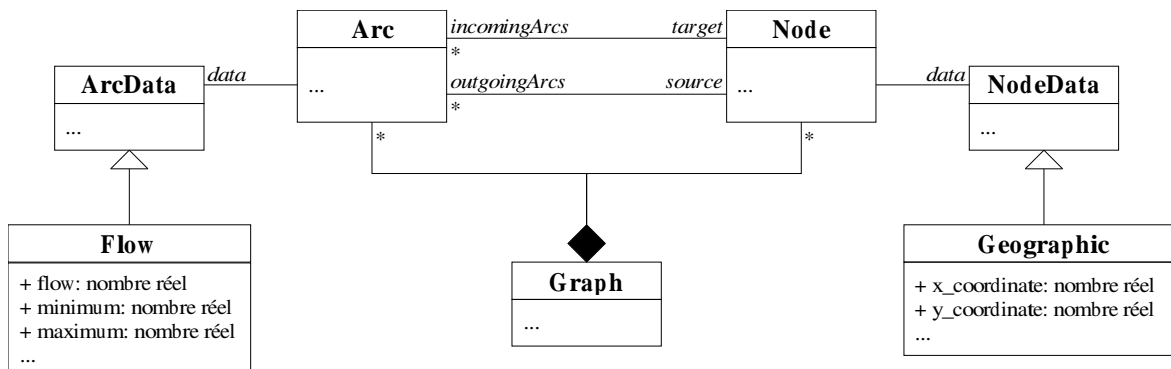 Arc
...
incomingArcs
*
target
outgoingArcs
*
source
Node
...
ArcData
...
data
data
NodeData
...
*
*
Flow
+ flow: nombre réel
+ minimum: nombre réel
+ maximum: nombre réel
...
Graph
...
Geographic
+ x_coordinate: nombre réel
+ y_coordinate: nombre réel
...